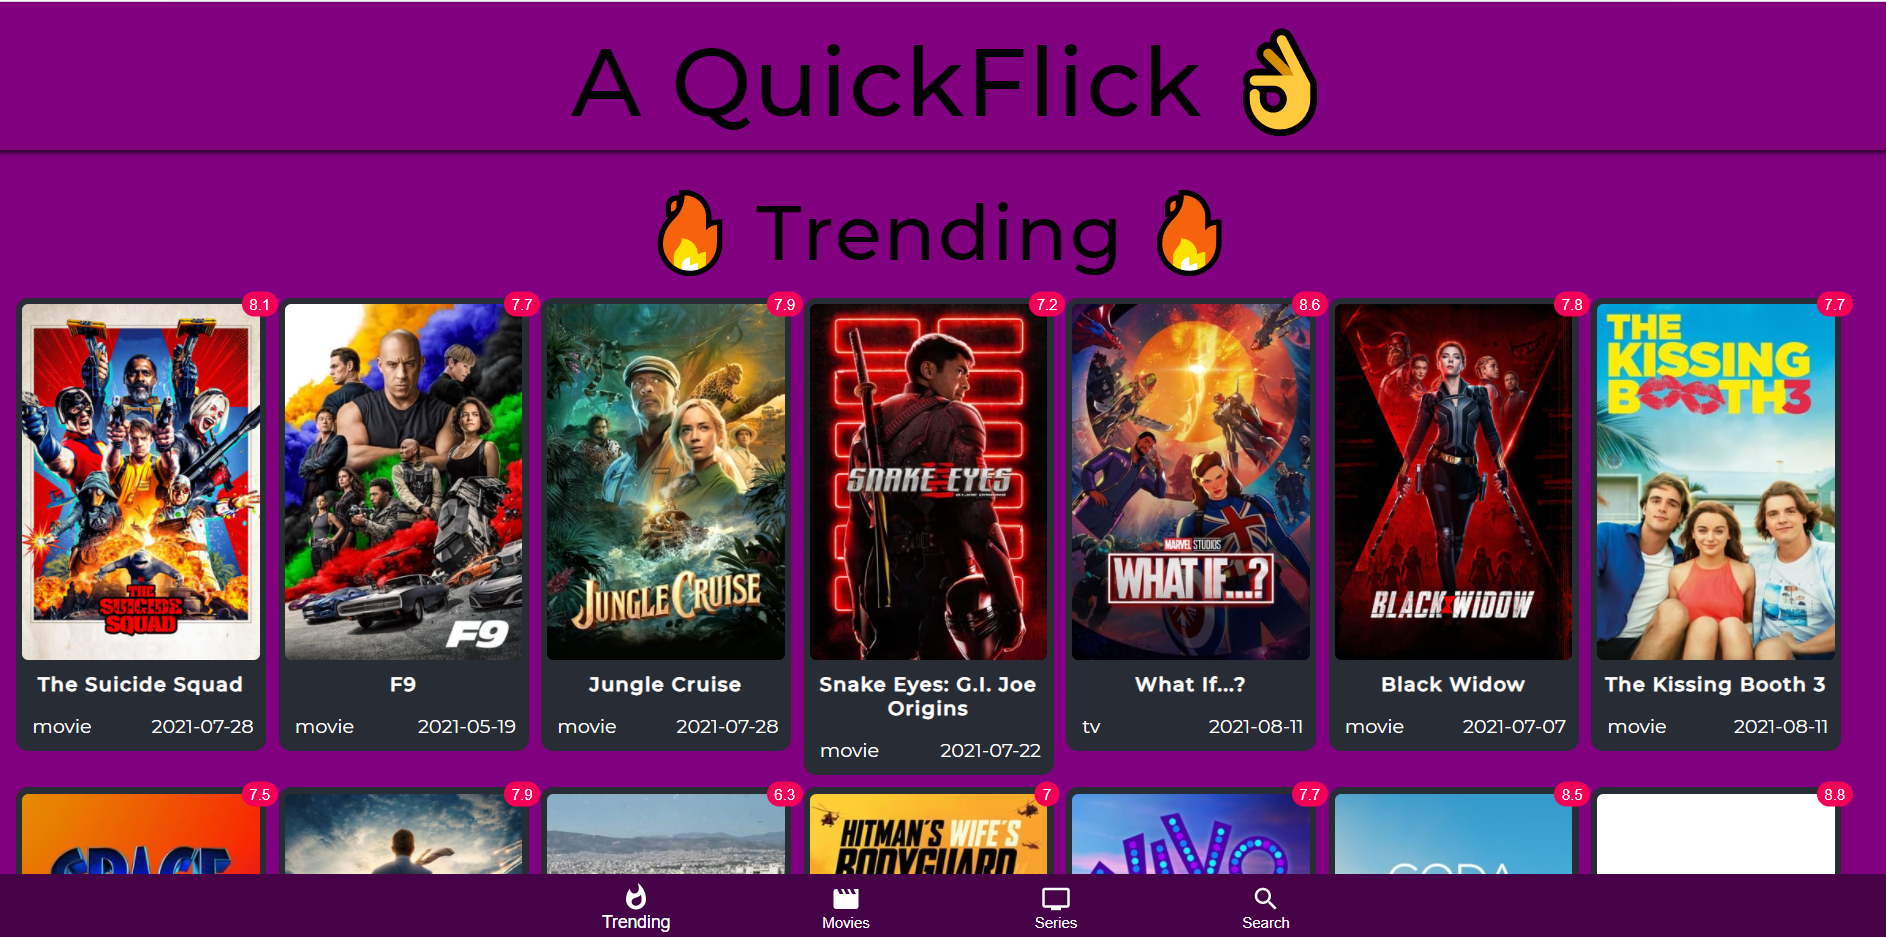 A QuickFlick 👌
🔥 Trending 🔥
8.1
7.7
7.9
7.2
8.6
7.8
7.7
THE
SUICIDE
SQUAD
F9
JUNGLE CRUISE
SNAKE EYES
G.I. JOE ORIGINS
MARVEL STUDIOS
WHAT IF...?
BLACK WIDOW
THE
KISSING
BOOTH 3
The Suicide Squad
movie 2021-07-28
F9
movie 2021-05-19
Jungle Cruise
movie 2021-07-28
Snake Eyes: G.I. Joe
Origins
movie 2021-07-22
What If...?
tv 2021-08-11
Black Widow
movie 2021-07-07
The Kissing Booth 3
movie 2021-08-11
7.5
7.9
6.3
7
7.7
8.5
8.8
SPACE
HITMAN'S WIFE'S
BODYGUARD
VIVO
CODA
Trending
Movies
Series
Search